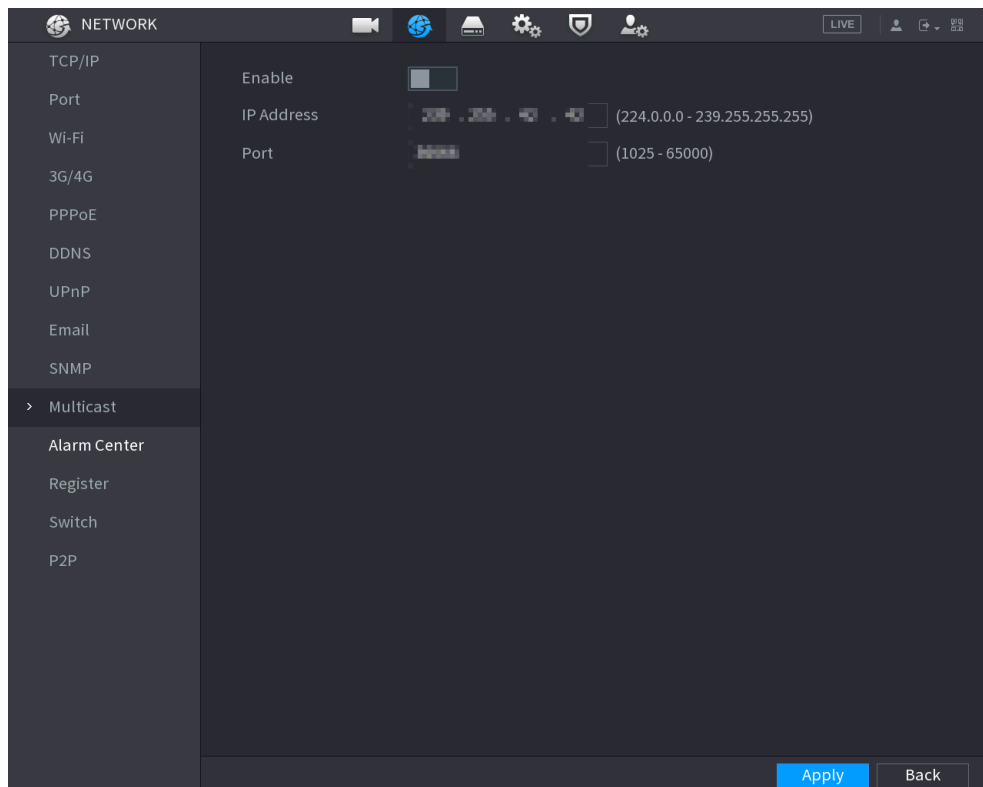 NETWORK
LIVE
TCP/IP
Port
Wi-Fi
3G/4G
PPPoE
DDNS
UPnP
Email
SNMP
Multicast
Alarm Center
Register
Switch
P2P
Enable
IP Address (224.0.0.0 - 239.255.255.255)
Port (1025 - 65000)
Apply Back